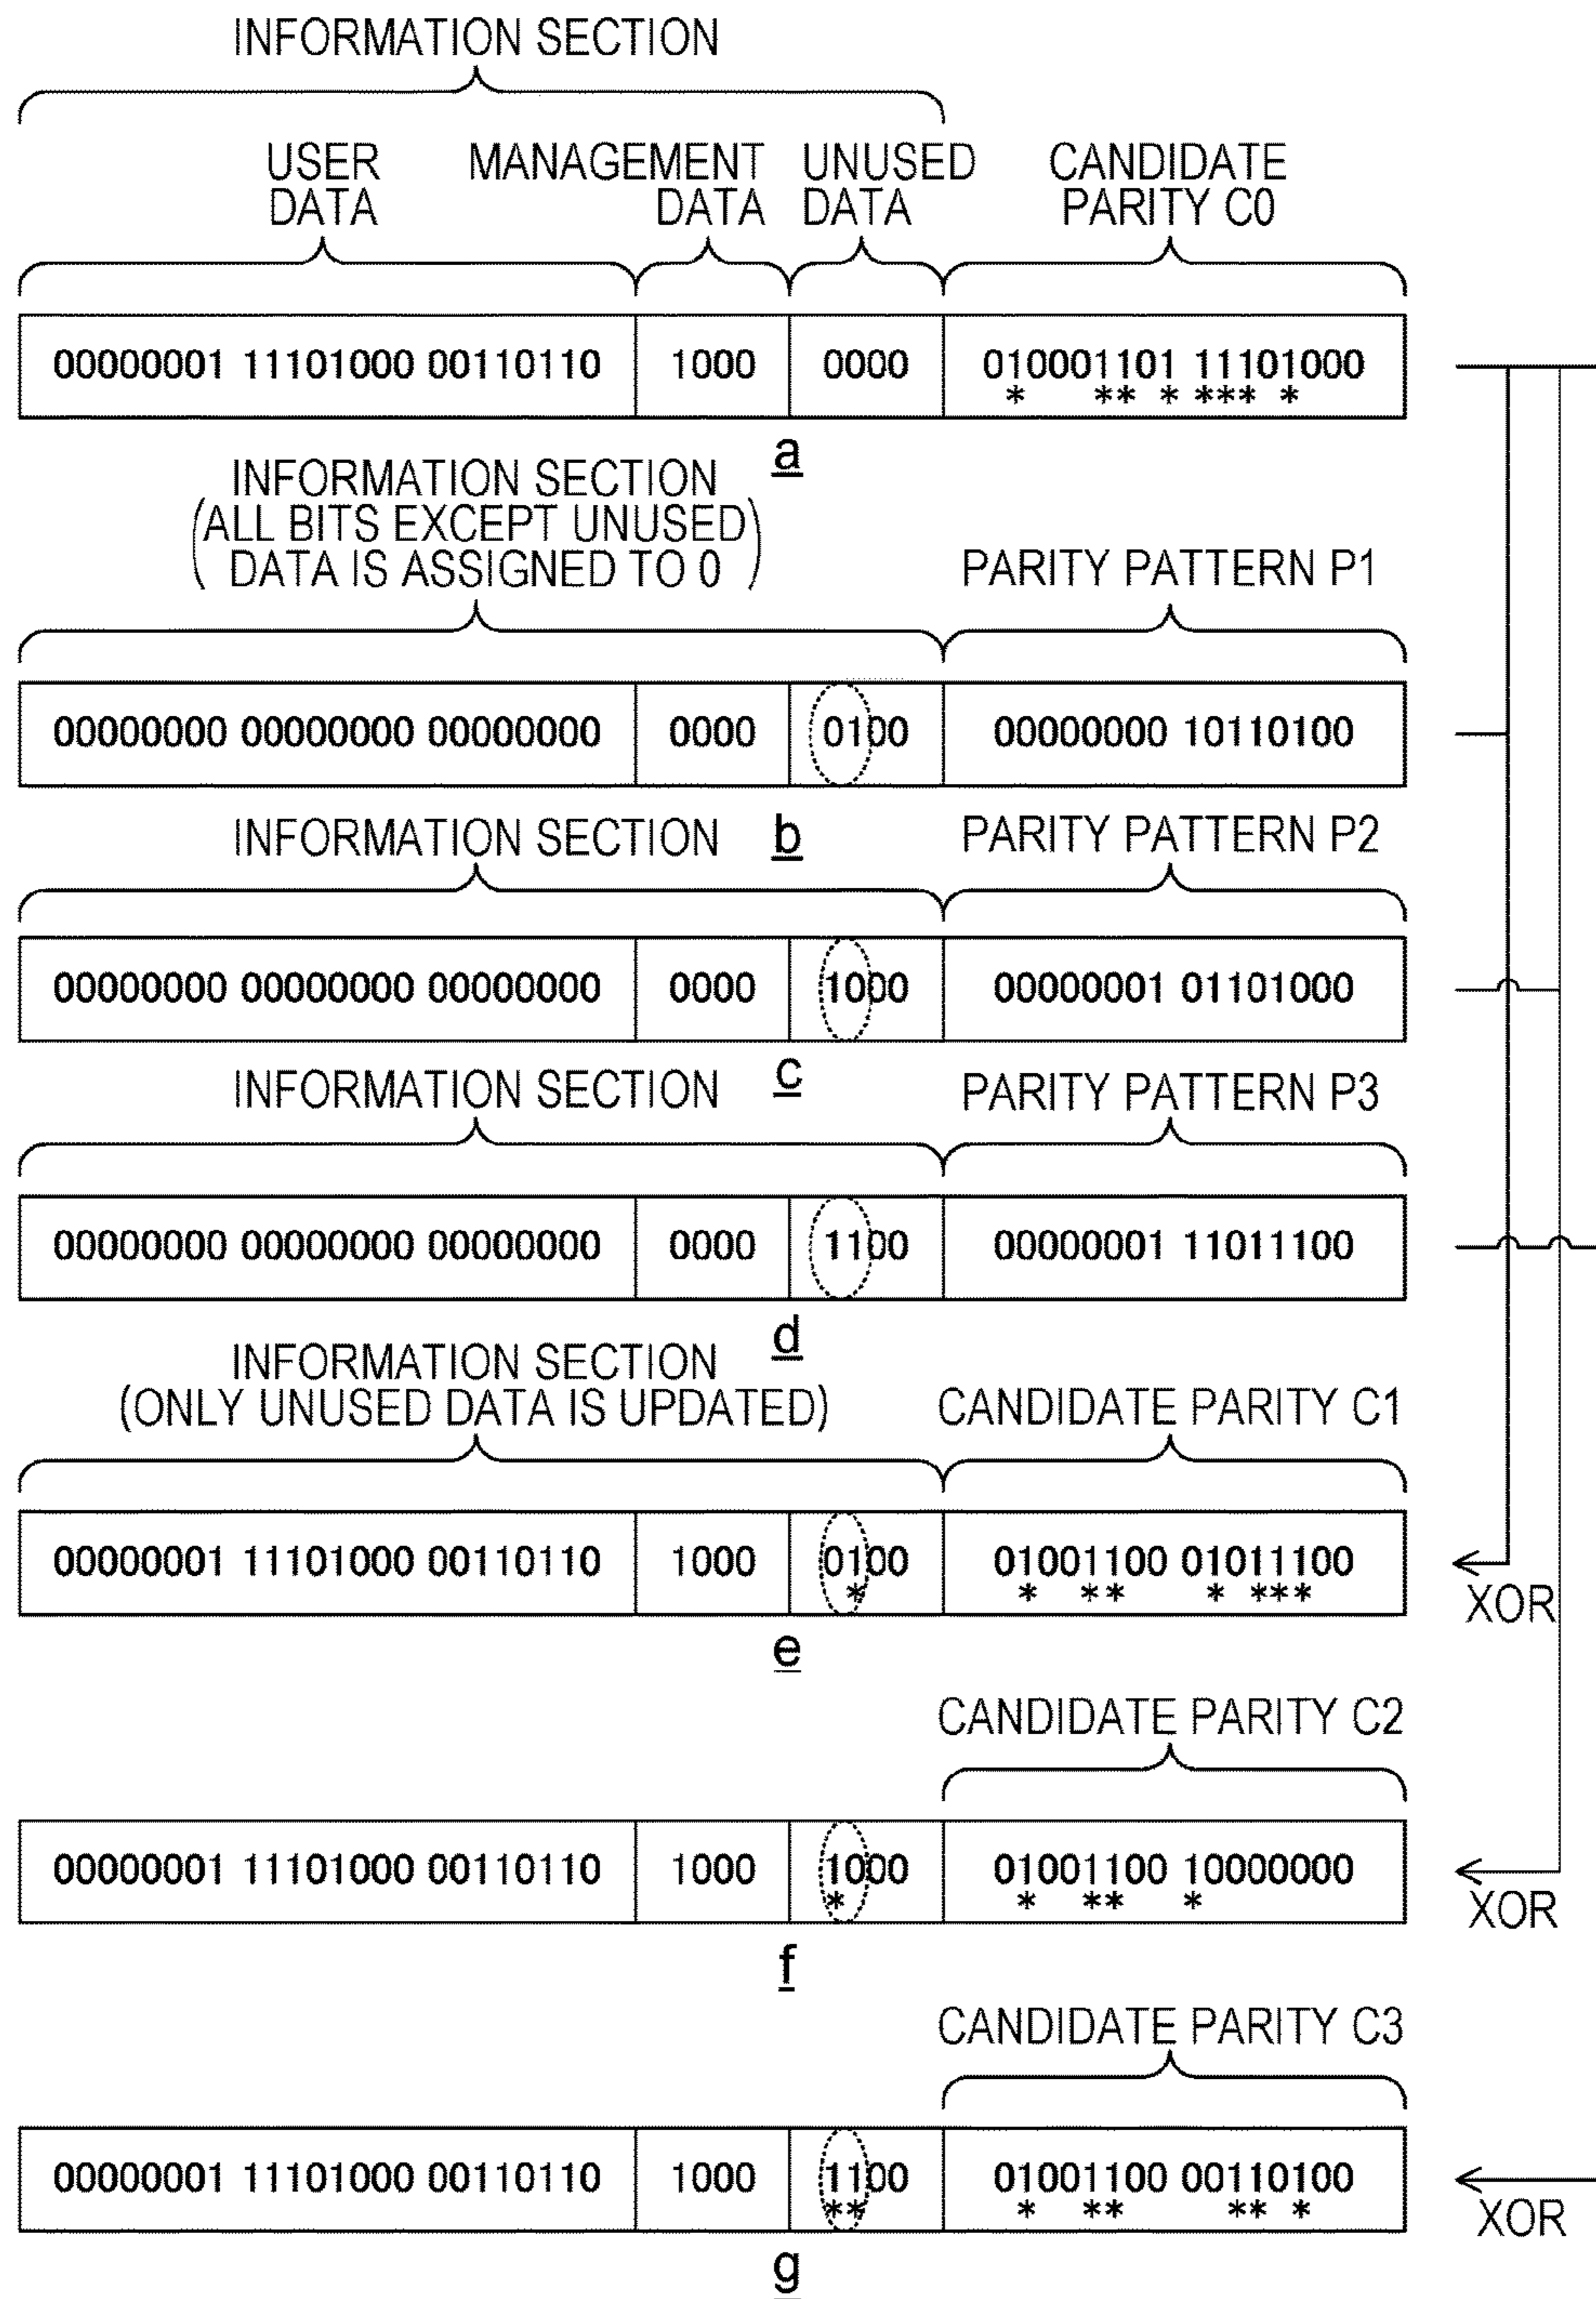 INFORMATION SECTION
USER DATA MANAGEMENT DATA UNUSED DATA CANDIDATE PARITY C0
00000001 11101000 00110110 1000 0000 010001101 11101000
* ** * *** *
a
INFORMATION SECTION
(ALL BITS EXCEPT UNUSED
DATA IS ASSIGNED TO 0)
PARITY PATTERN P1
00000000 00000000 00000000 0000 0100 00000000 10110100
b
INFORMATION SECTION PARITY PATTERN P2
00000000 00000000 00000000 0000 1000 00000001 01101000
c
INFORMATION SECTION PARITY PATTERN P3
00000000 00000000 00000000 0000 1100 00000001 11011100
d
INFORMATION SECTION
(ONLY UNUSED DATA IS UPDATED) CANDIDATE PARITY C1
00000001 11101000 00110110 1000 0100 01001100 01011100
* * ** * ***
XOR
e
CANDIDATE PARITY C2
00000001 11101000 00110110 1000 1000 01001100 10000000
* * ** *
XOR
f
CANDIDATE PARITY C3
00000001 11101000 00110110 1000 1100 01001100 00110100
** * ** ** *
XOR
g